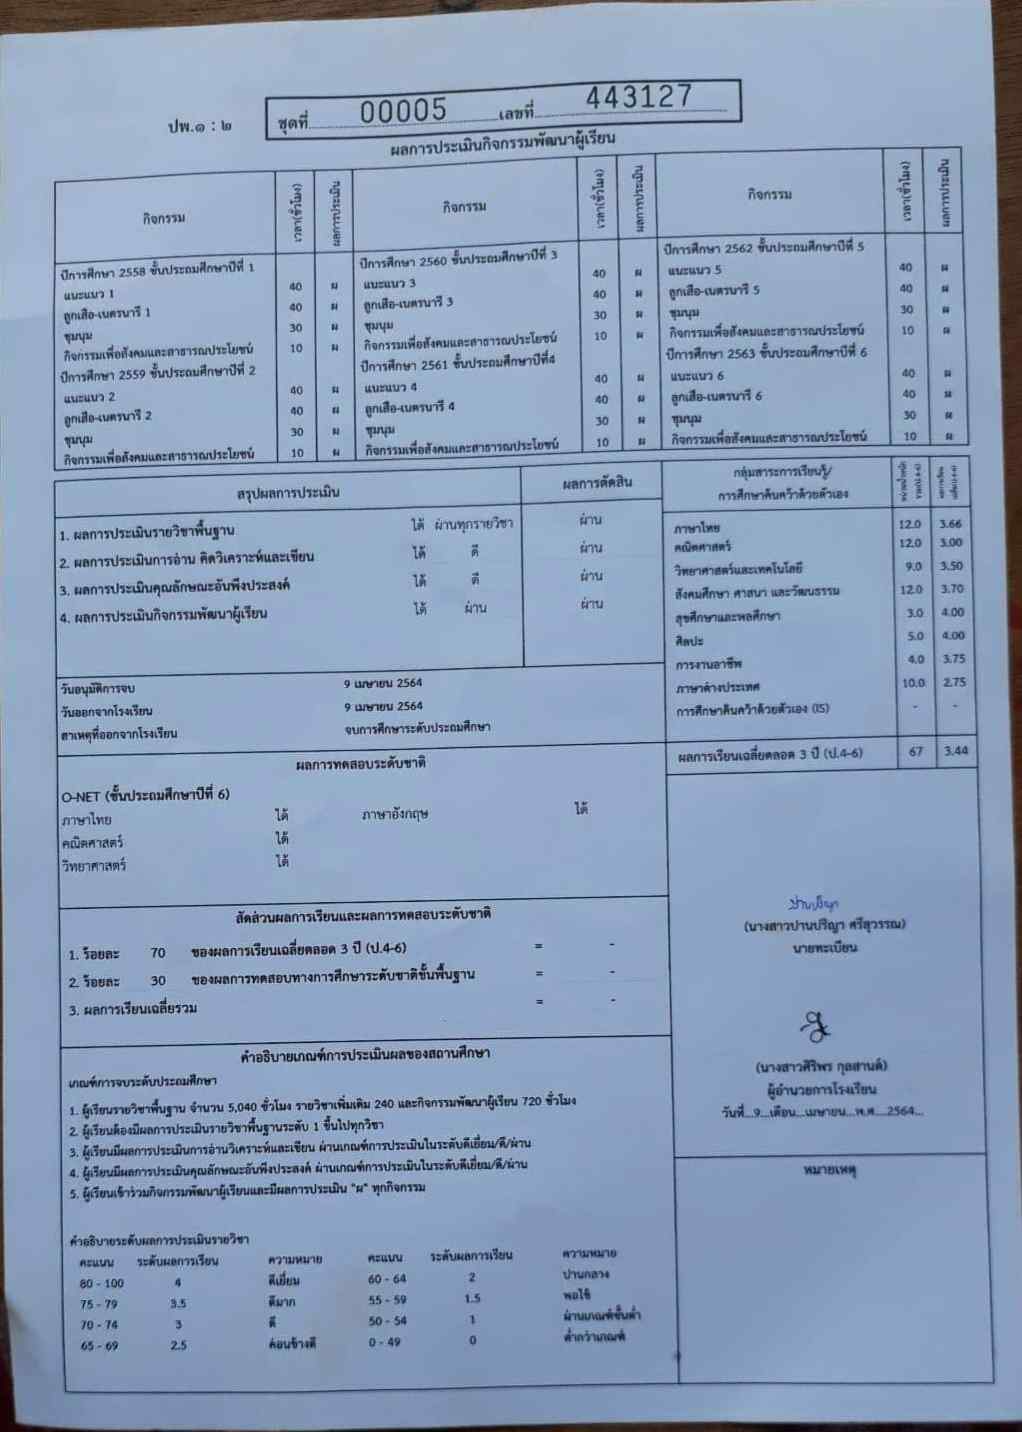 ปพ.๑ : ๒ ชุดที่ 00005 เลขที่ 443127
ผลการประเมินกิจกรรมพัฒนาผู้เรียน
กิจกรรม เวลา(ชั่วโมง) ผลการประเมิน กิจกรรม เวลา(ชั่วโมง) ผลการประเมิน กิจกรรม เวลา(ชั่วโมง) ผลการประเมิน
ปีการศึกษา 2558 ชั้นประถมศึกษาปีที่ 1
แนะแนว 1 40 ผ
ลูกเสือ-เนตรนารี 1 40 ผ
ชุมนุม 30 ผ
กิจกรรมเพื่อสังคมและสาธารณประโยชน์ 10 ผ
ปีการศึกษา 2559 ชั้นประถมศึกษาปีที่ 2
แนะแนว 2 40 ผ
ลูกเสือ-เนตรนารี 2 40 ผ
ชุมนุม 30 ผ
กิจกรรมเพื่อสังคมและสาธารณประโยชน์ 10 ผ
ปีการศึกษา 2560 ชั้นประถมศึกษาปีที่ 3
แนะแนว 3 40 ผ
ลูกเสือ-เนตรนารี 3 40 ผ
ชุมนุม 30 ผ
กิจกรรมเพื่อสังคมและสาธารณประโยชน์ 10 ผ
ปีการศึกษา 2561 ชั้นประถมศึกษาปีที่4
แนะแนว 4 40 ผ
ลูกเสือ-เนตรนารี 4 40 ผ
ชุมนุม 30 ผ
กิจกรรมเพื่อสังคมและสาธารณประโยชน์ 10 ผ
ปีการศึกษา 2562 ชั้นประถมศึกษาปีที่ 5
แนะแนว 5 40 ผ
ลูกเสือ-เนตรนารี 5 40 ผ
ชุมนุม 30 ผ
กิจกรรมเพื่อสังคมและสาธารณประโยชน์ 10 ผ
ปีการศึกษา 2563 ชั้นประถมศึกษาปีที่ 6
แนะแนว 6 40 ผ
ลูกเสือ-เนตรนารี 6 40 ผ
ชุมนุม 30 ผ
กิจกรรมเพื่อสังคมและสาธารณประโยชน์ 10 ผ
สรุปผลการประเมิน ผลการตัดสิน
1. ผลการประเมินรายวิชาพื้นฐาน ได้ ผ่านทุกรายวิชา ผ่าน
2. ผลการประเมินการอ่าน คิดวิเคราะห์และเขียน ได้ ดี ผ่าน
3. ผลการประเมินคุณลักษณะอันพึงประสงค์ ได้ ดี ผ่าน
4. ผลการประเมินกิจกรรมพัฒนาผู้เรียน ได้ ผ่าน ผ่าน
วันอนุมัติการจบ 9 เมษายน 2564
วันออกจากโรงเรียน 9 เมษายน 2564
สาเหตุที่ออกจากโรงเรียน จบการศึกษาระดับประถมศึกษา
ผลการทดสอบระดับชาติ
O-NET (ชั้นประถมศึกษาปีที่ 6)
ภาษาไทย ได้ ภาษาอังกฤษ ได้
คณิตศาสตร์ ได้
วิทยาศาสตร์ ได้
สัดส่วนผลการเรียนและผลการทดสอบระดับชาติ
1. ร้อยละ 70 ของผลการเรียนเฉลี่ยตลอด 3 ปี (ป.4-6) = -
2. ร้อยละ 30 ของผลการทดสอบทางการศึกษาระดับชาติขั้นพื้นฐาน = -
3. ผลการเรียนเฉลี่ยรวม = -
คำอธิบายเกณฑ์การประเมินผลของสถานศึกษา
เกณฑ์การจบระดับประถมศึกษา
1. ผู้เรียนรายวิชาพื้นฐาน จำนวน 5,040 ชั่วโมง รายวิชาเพิ่มเติม 240 และกิจกรรมพัฒนาผู้เรียน 720 ชั่วโมง
2. ผู้เรียนต้องมีผลการประเมินรายวิชาพื้นฐานระดับ 1 ขึ้นไปทุกวิชา
3. ผู้เรียนมีผลการประเมินการอ่านวิเคราะห์และเขียน ผ่านเกณฑ์การประเมินในระดับดีเยี่ยม/ดี/ผ่าน
4. ผู้เรียนมีผลการประเมินคุณลักษณะอันพึงประสงค์ ผ่านเกณฑ์การประเมินในระดับดีเยี่ยม/ดี/ผ่าน
5. ผู้เรียนเข้าร่วมกิจกรรมพัฒนาผู้เรียนและมีผลการประเมิน "ผ" ทุกกิจกรรม
คำอธิบายระดับผลการประเมินรายวิชา
คะแนน ระดับผลการเรียน ความหมาย คะแนน ระดับผลการเรียน ความหมาย
80 - 100 4 ดีเยี่ยม 60 - 64 2 ปานกลาง
75 - 79 3.5 ดีมาก 55 - 59 1.5 พอใช้
70 - 74 3 ดี 50 - 54 1 ผ่านเกณฑ์ขั้นต่ำ
65 - 69 2.5 ค่อนข้างดี 0 - 49 0 ต่ำกว่าเกณฑ์
กลุ่มสาระการเรียนรู้/
การศึกษาค้นคว้าด้วยตัวเอง
ภาษาไทย 12.0 3.66
คณิตศาสตร์ 12.0 3.00
วิทยาศาสตร์และเทคโนโลยี 9.0 3.50
สังคมศึกษา ศาสนา และวัฒนธรรม 12.0 3.70
สุขศึกษาและพลศึกษา 3.0 4.00
ศิลปะ 5.0 4.00
การงานอาชีพ 4.0 3.75
ภาษาต่างประเทศ 10.0 2.75
การศึกษาค้นคว้าด้วยตัวเอง (IS) - -
ผลการเรียนเฉลี่ยตลอด 3 ปี (ป.4-6) 67 3.44
(นางสาวปานปริญา ศรีสุวรรณ)
นายทะเบียน
(นางสาวศิริพร กุลสานต์)
ผู้อำนวยการโรงเรียน
วันที่...9...เดือน...เมษายน...พ.ศ....2564...
หมายเหตุ